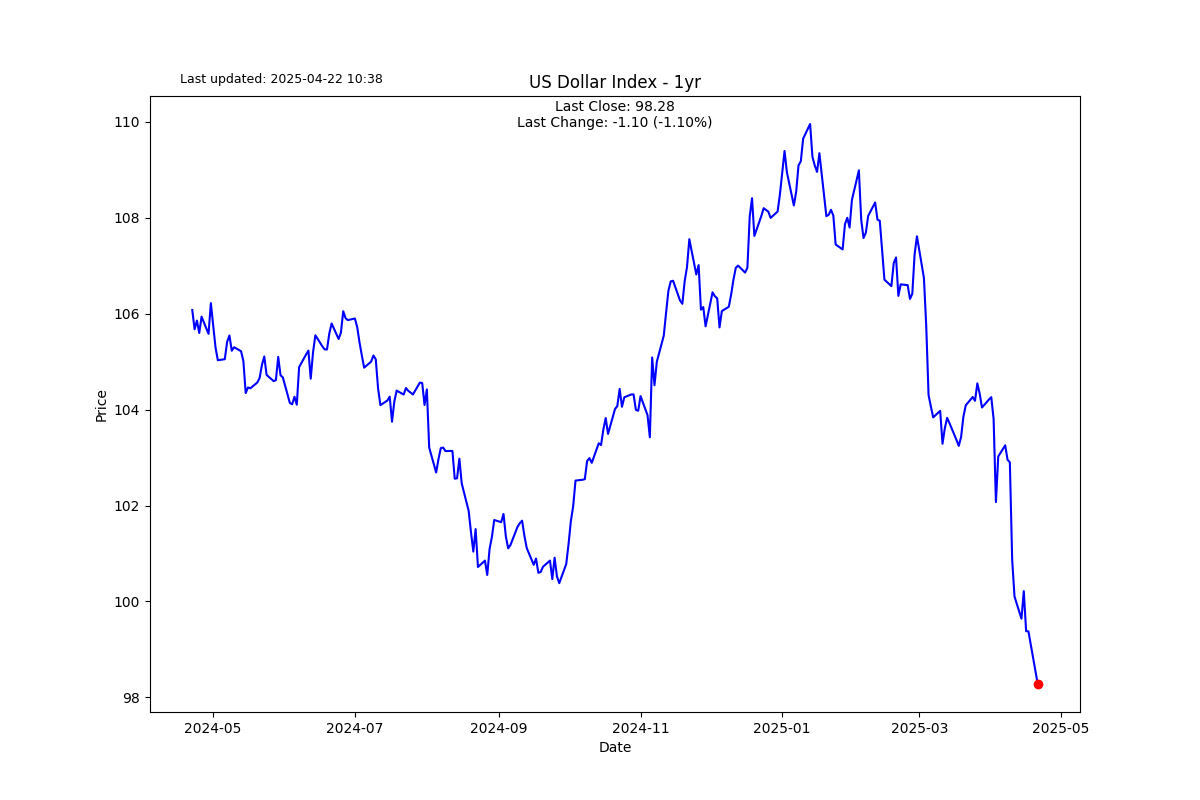 Last updated: 2025-04-22 10:38
US Dollar Index - 1yr
Last Close: 98.28
Last Change: -1.10 (-1.10%)
110
108
106
104
102
100
98
Price
2024-05
2024-07
2024-09
2024-11
2025-01
2025-03
2025-05
Date